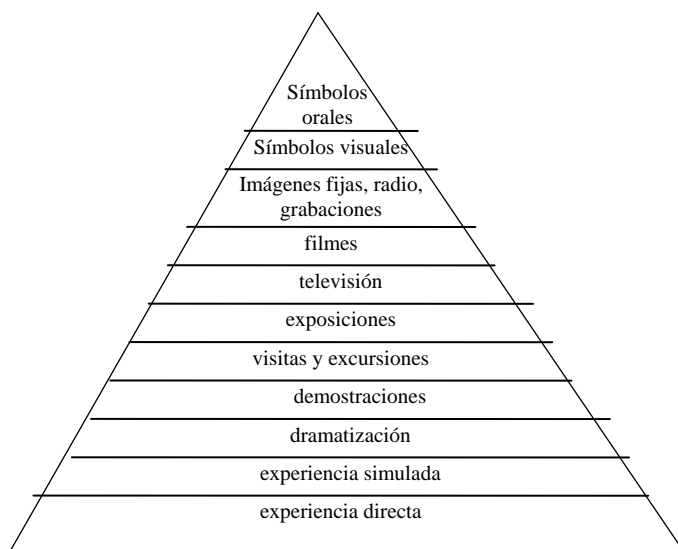 Símbolos
orales
Símbolos visuales
Imágenes fijas, radio,
grabaciones
filmes
televisión
exposiciones
visitas y excursiones
demostraciones
dramatización
experiencia simulada
experiencia directa